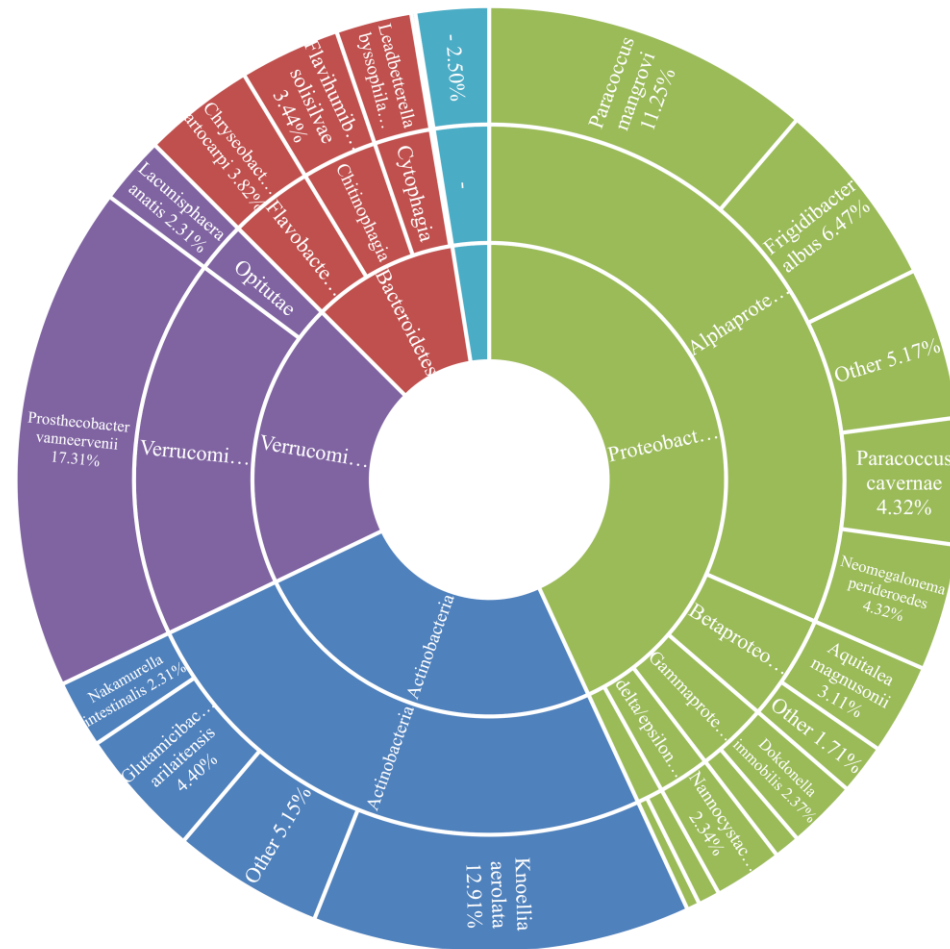 Paracoccus
mangrovi
11.25%
Frigidibacter
albus 6.47%
Other 5.17%
Paracoccus
cavernae
4.32%
Neomegalonema
perideroedes
4.32%
Aquitalea
magnusonii
3.11%
Other 1.71%
Dokdonella
immobilis 2.37%
Nannocystac…
2.34%
Knoellia
aerolata
12.91%
Other 5.15%
Glutamicibac…
arilaitensis
4.40%
Nakamurella
intestinalis 2.31%
Prosthecobacter
vanneervenii
17.31%
Lacunisphaera
anatis 2.31%
Chryseobact…
artocarpi 3.82%
Flavihumib…
solisilvae
3.44%
Leadbetterella
byssophila…
- 2.50%
Alphaprote…
Betaproteo…
Gammaprote…
delta/epsilon…
Actinobacteria
Verrucomi…
Opitutae
Flavobacte…
Chitinophagia
Cytophagia
-
Proteobact…
Actinobacteria
Verrucomi…
Bacteroidetes